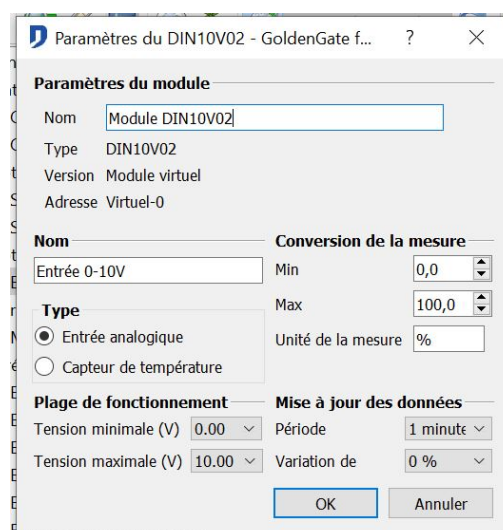 Paramètres du DIN10V02 - GoldenGate f... ? ×
Paramètres du module
Nom Module DIN10V02
Type DIN10V02
Version Module virtuel
Adresse Virtuel-0
Nom
Entrée 0-10V
Type
Entrée analogique
Capteur de température
Conversion de la mesure
Min 0,0
Max 100,0
Unité de la mesure %
Plage de fonctionnement
Tension minimale (V) 0.00
Tension maximale (V) 10.00
Mise à jour des données
Période 1 minute
Variation de 0 %
OK Annuler